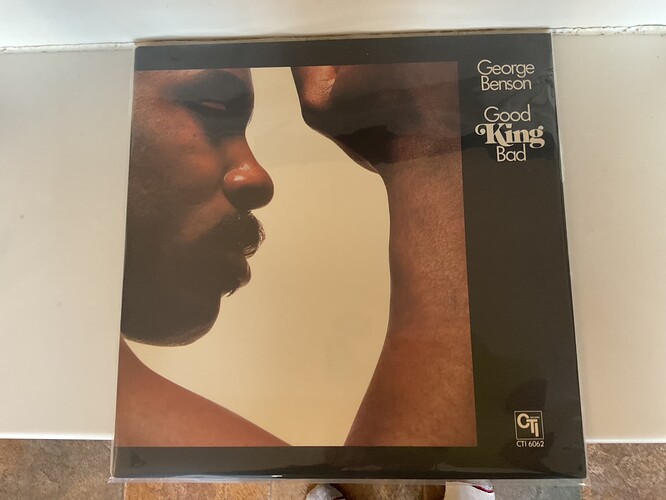 George
Benson
Good
King
Bad
CTI
CTI 6062